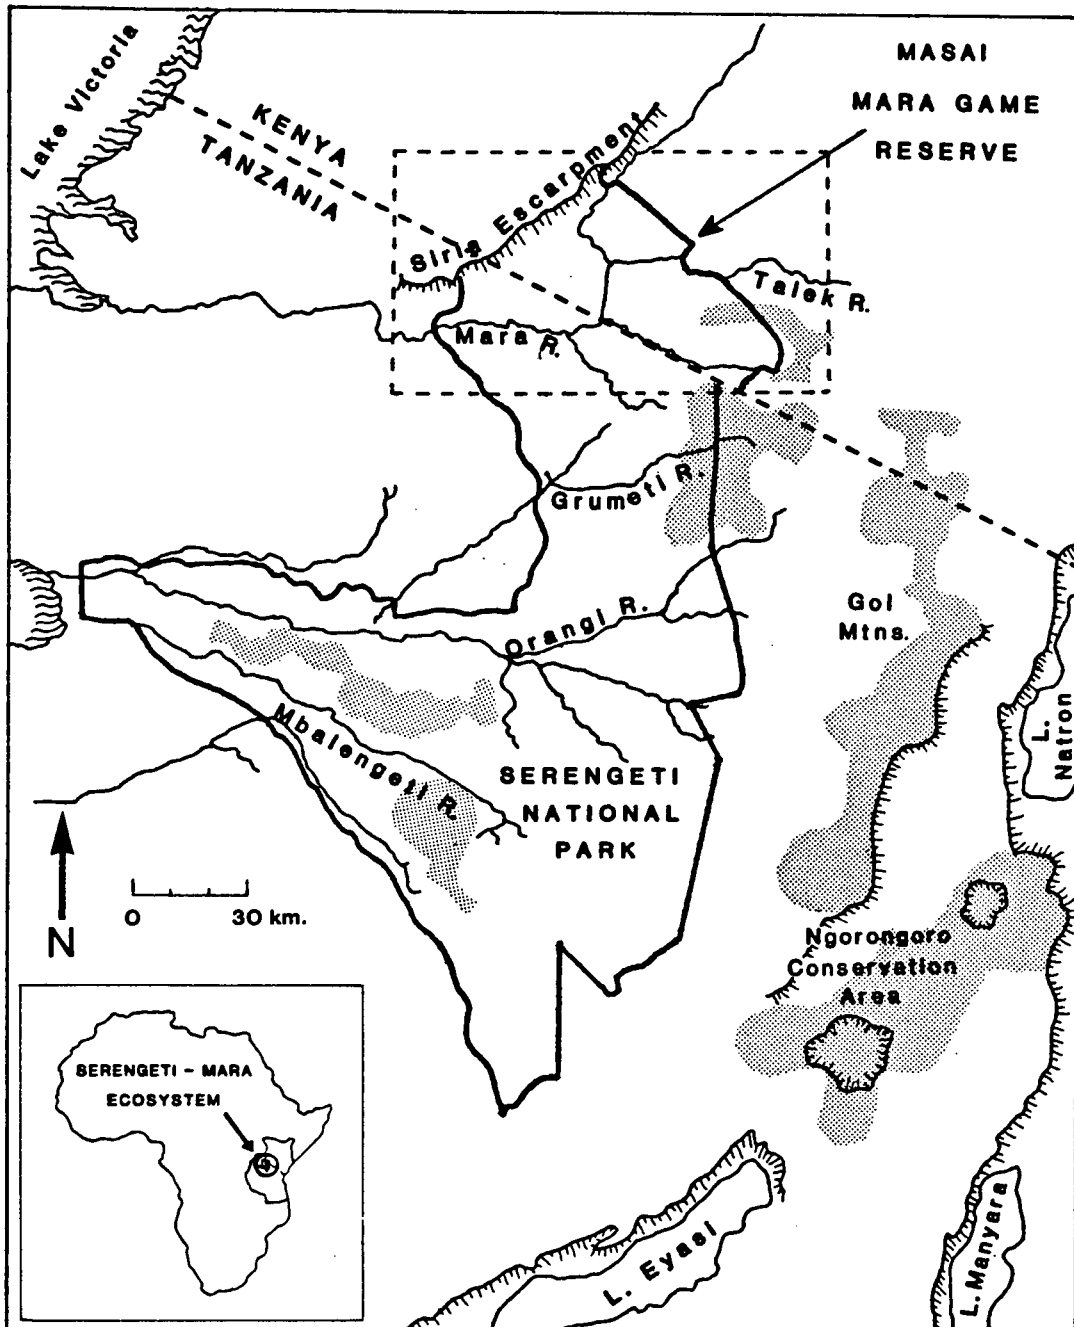 MASAI
MARA GAME
RESERVE
Lake Victoria
KENYA
TANZANIA
Siria Escarpment
Talek R.
Mara R.
Grumeti R.
Orangi R.
Gol
Mtns.
L.
Natron
Mbalengeti R.
SERENGETI
NATIONAL
PARK
0 30 km.
N
Ngorongoro
Conservation
Area
SERENGETI - MARA
ECOSYSTEM
L. Eyasi
L. Manyara